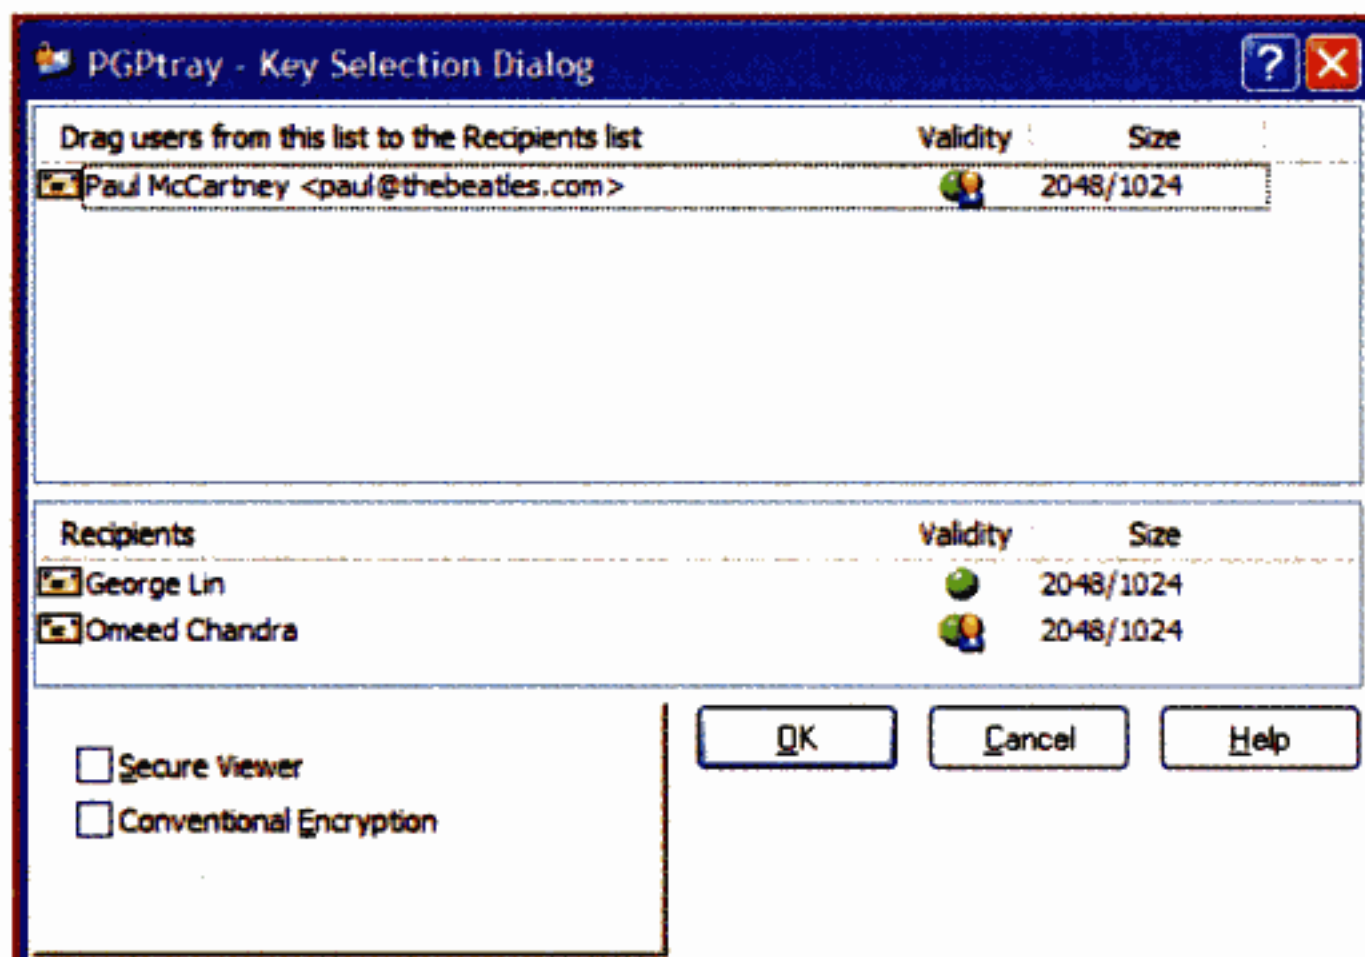 PGPtray - Key Selection Dialog
Drag users from this list to the Recipients list Validity Size
Paul McCartney <paul@thebeatles.com> 2048/1024
Recipients Validity Size
George Lin 2048/1024
Omeed Chandra 2048/1024
OK Cancel Help
Secure Viewer
Conventional Encryption